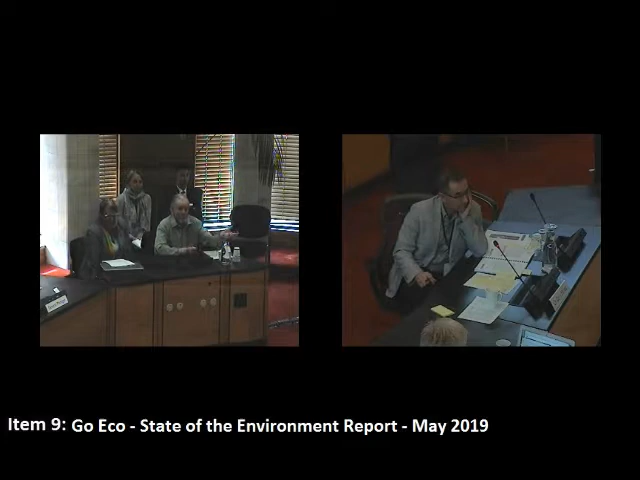 Item 9: Go Eco - State of the Environment Report - May 2019